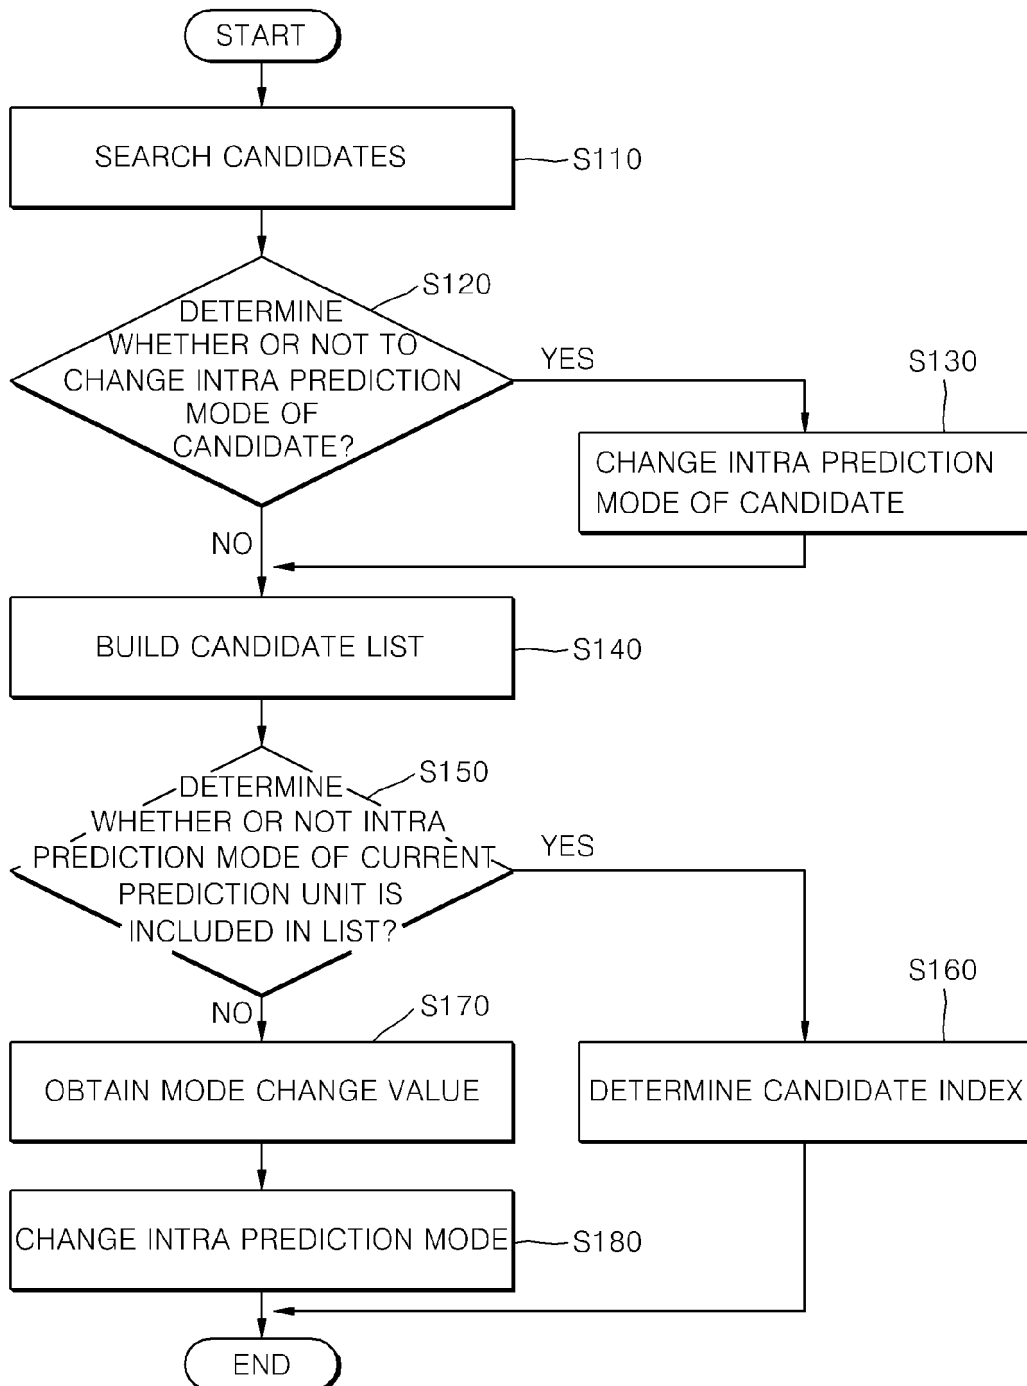 START
SEARCH CANDIDATES
S110
S120
DETERMINE
WHETHER OR NOT TO
CHANGE INTRA PREDICTION
MODE OF
CANDIDATE?
YES
S130
CHANGE INTRA PREDICTION
MODE OF CANDIDATE
NO
BUILD CANDIDATE LIST
S140
S150
DETERMINE
WHETHER OR NOT INTRA
PREDICTION MODE OF CURRENT
PREDICTION UNIT IS
INCLUDED IN LIST?
YES
S160
DETERMINE CANDIDATE INDEX
NO
S170
OBTAIN MODE CHANGE VALUE
CHANGE INTRA PREDICTION MODE
S180
END